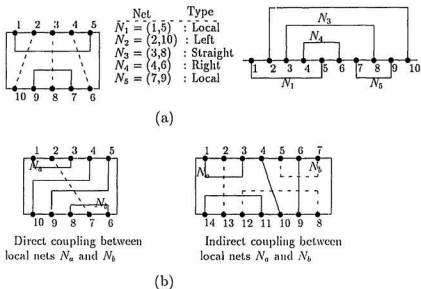 1 2 3 4 5
10 9 8 7 6
Net Type
N1 = (1,5) : Local
N2 = (2,10) : Left
N3 = (3,8) : Straight
N4 = (4,6) : Right
N5 = (7,9) : Local
N3
N4
1 2 3 4 5 6 7 8 9 10
N1 N5
(a)
1 2 3 4 5
Na
Nb
10 9 8 7 6
Direct coupling between
local nets Na and Nb
1 2 3 4 5 6 7
Na Nb
14 13 12 11 10 9 8
Indirect coupling between
local nets Na and Nb
(b)